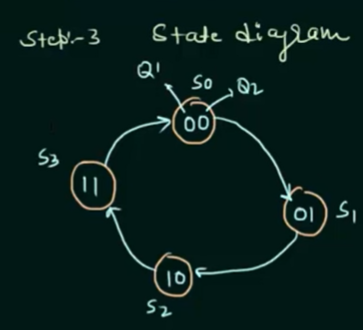 Step:-3 State diagram
Q1 S0 Q2
00
S3
11
01 S1
10
S2